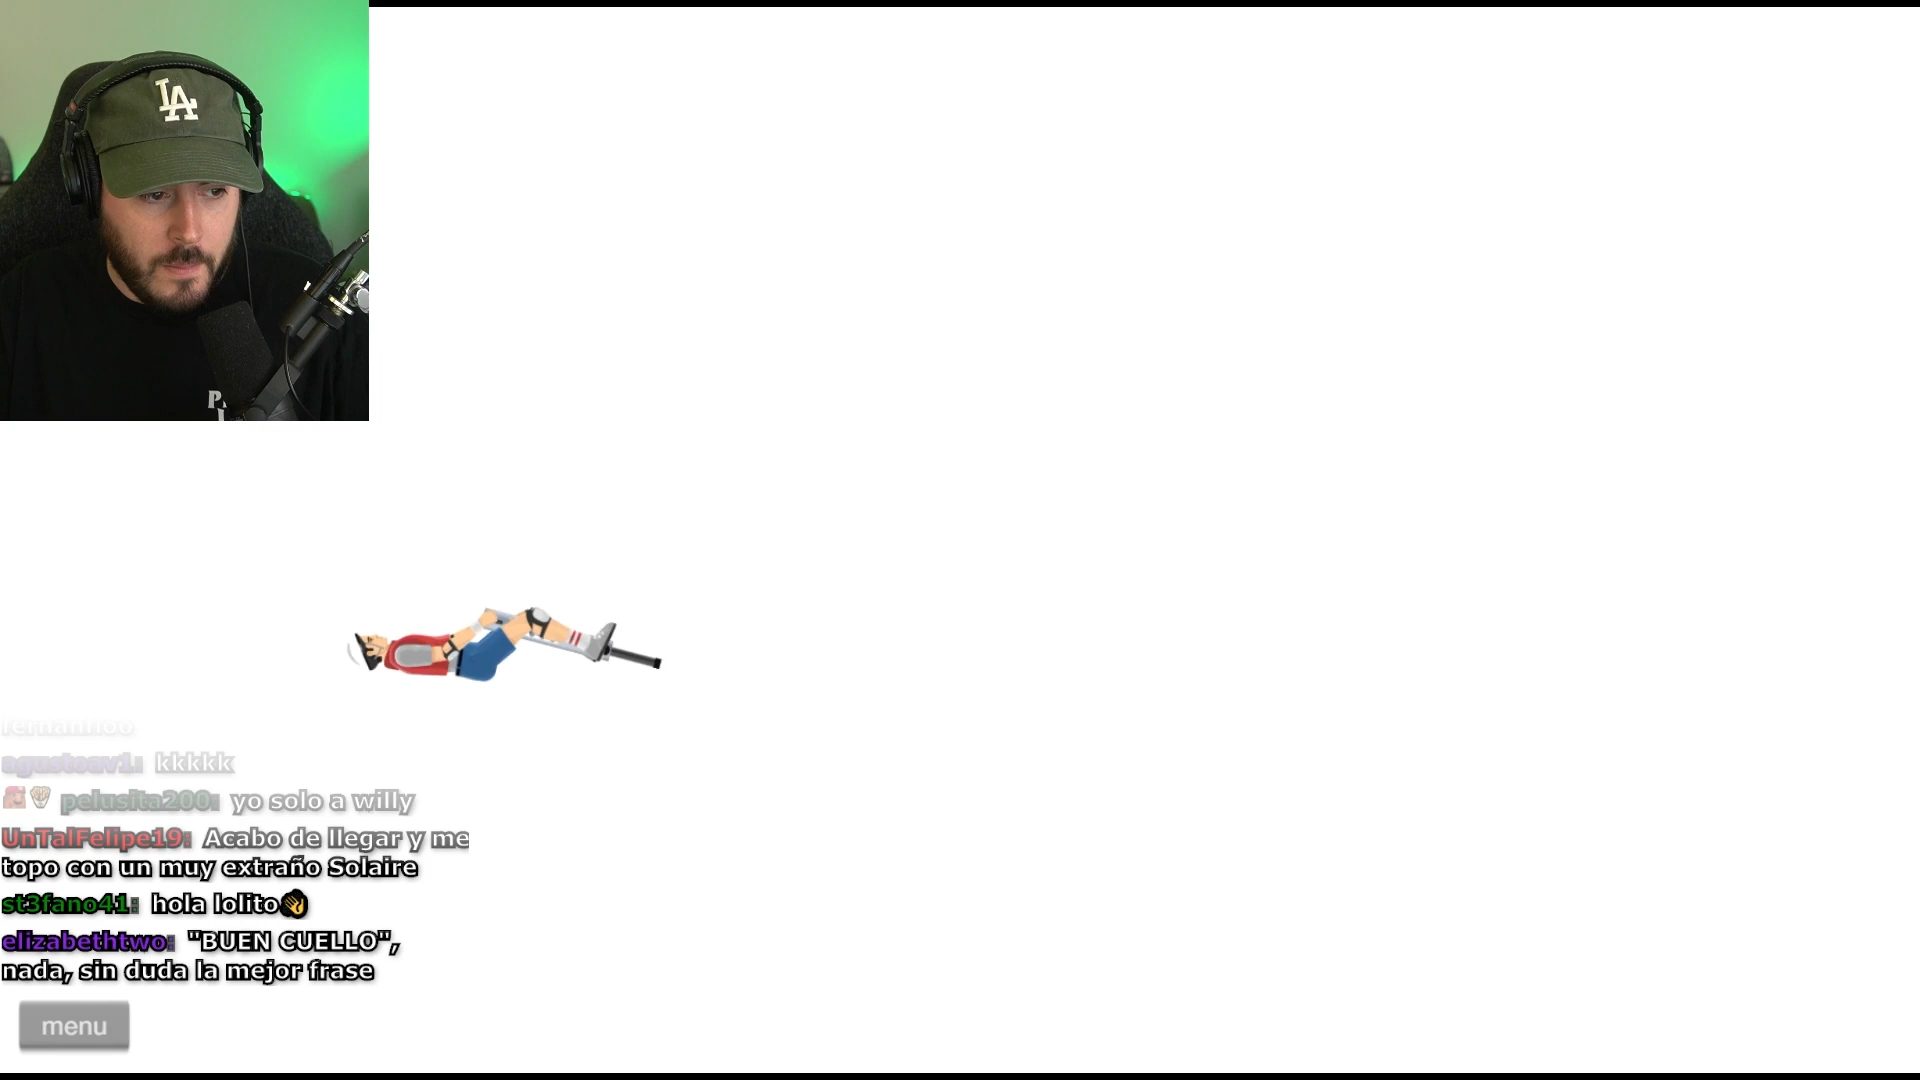 LA
agustoav1: kkkkk
pelusita200: yo solo a willy
UnTalFelipe19: Acabo de llegar y me
topo con un muy extraño Solaire
st3fano41: hola lolito
elizabethtwo: "BUEN CUELLO",
nada, sin duda la mejor frase
menu